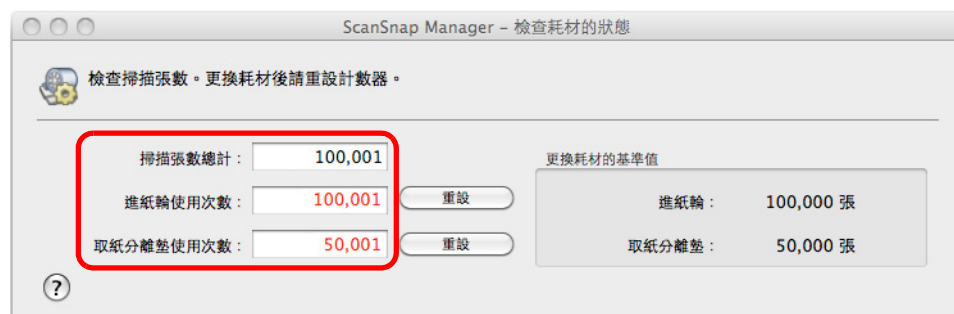 ScanSnap Manager – 檢查耗材的狀態
檢查掃描張數。更換耗材後請重設計數器。
掃描張數總計： 100,001
更換耗材的基準值
進紙輪使用次數： 100,001 重設 進紙輪： 100,000 張
取紙分離墊使用次數： 50,001 重設 取紙分離墊： 50,000 張
?